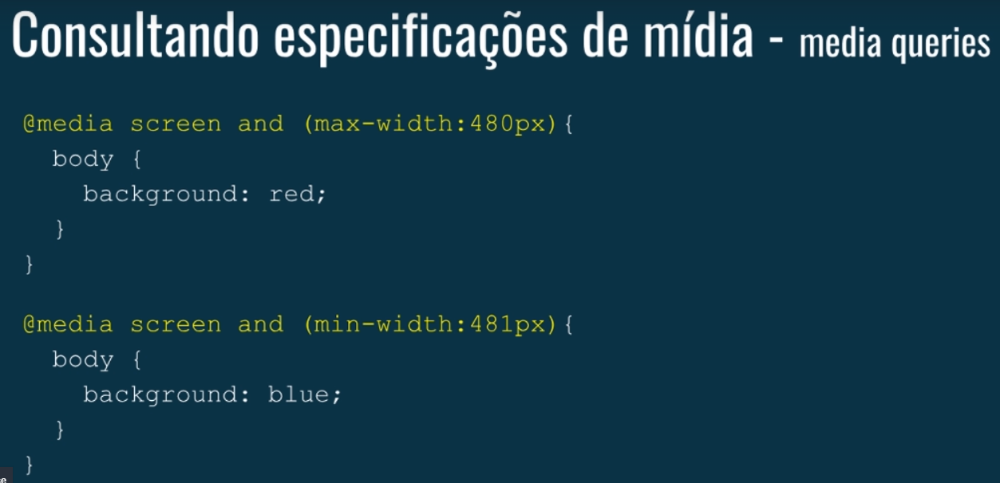 Consultando especificações de mídia - media queries
@media screen and (max-width:480px){
body {
background: red;
}
}
@media screen and (min-width:481px){
body {
background: blue;
}
}
se